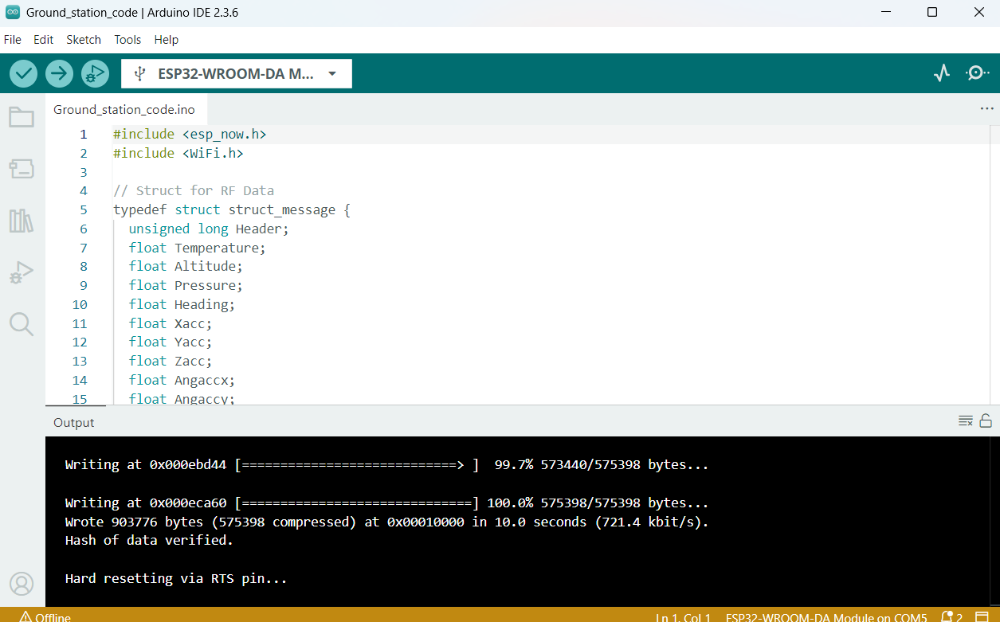 Ground_station_code | Arduino IDE 2.3.6
File Edit Sketch Tools Help
ESP32-WROOM-DA M...
Ground_station_code.ino
1 #include <esp_now.h>
2 #include <WiFi.h>
3
4 // Struct for RF Data
5 typedef struct struct_message {
6 unsigned long Header;
7 float Temperature;
8 float Altitude;
9 float Pressure;
10 float Heading;
11 float Xacc;
12 float Yacc;
13 float Zacc;
14 float Angaccx;
15 float Angaccy;
Output
Writing at 0x000ebd44 [============================> ] 99.7% 573440/575398 bytes...
Writing at 0x000eca60 [==============================] 100.0% 575398/575398 bytes...
Wrote 903776 bytes (575398 compressed) at 0x00010000 in 10.0 seconds (721.4 kbit/s).
Hash of data verified.
Hard resetting via RTS pin...
Offline Ln 1, Col 1 ESP32-WROOM-DA Module on COM5 2